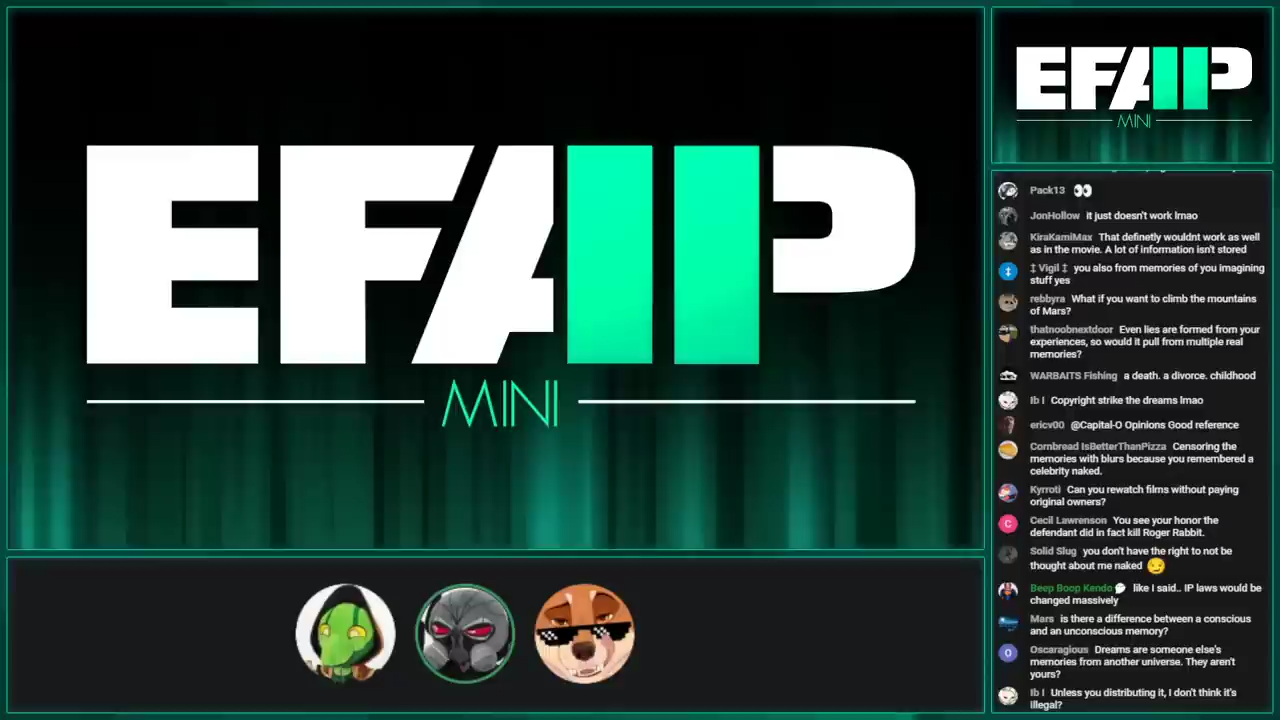 EFAP
MINI
EFAP
MINI
Pack13 👀
JonHollow it just doesn't work lmao
KiraKamiMax That definetly wouldnt work as well
as in the movie. A lot of information isn't stored
‡ Vigil ‡ you also from memories of you imagining
stuff yes
rebbyra What if you want to climb the mountains
of Mars?
thatnoobnextdoor Even lies are formed from your
experiences, so would it pull from multiple real
memories?
WARBAITS Fishing a death. a divorce. childhood
Ib I Copyright strike the dreams lmao
ericv00 @Capital-O Opinions Good reference
Cornbread IsBetterThanPizza Censoring the
memories with blurs because you remembered a
celebrity naked.
Kyrroti Can you rewatch films without paying
original owners?
C
Cecil Lawrenson You see your honor the
defendant did in fact kill Roger Rabbit.
Solid Slug you don't have the right to not be
thought about me naked 😏
Beep Boop Kendo like I said.. IP laws would be
changed massively
Mars is there a difference between a conscious
and an unconscious memory?
O
Oscaragious Dreams are someone else's
memories from another universe. They aren't
yours?
Ib I Unless you distributing it, I don't think it's
illegal?